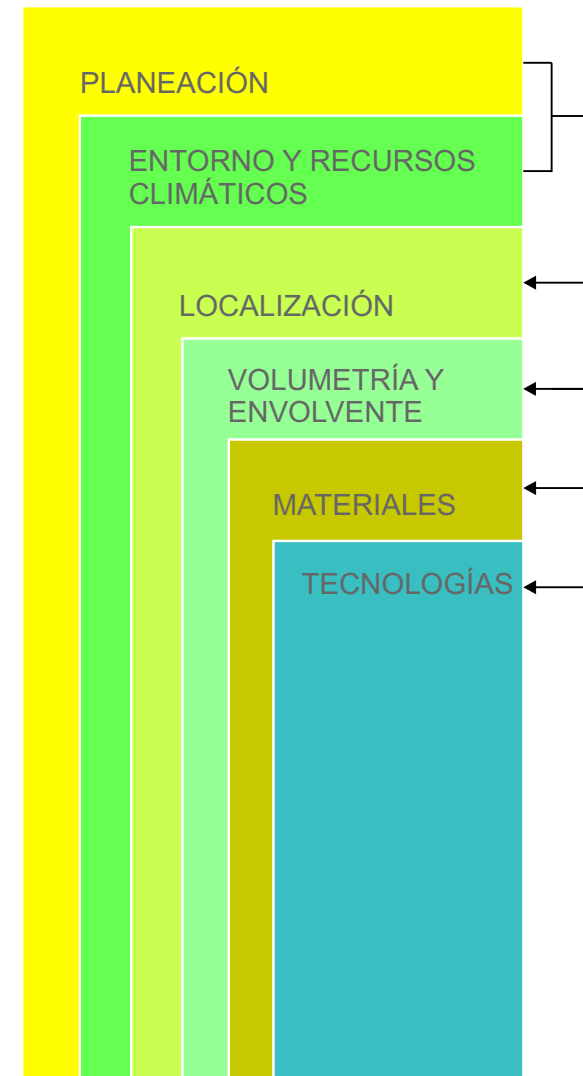 PLANEACIÓN
ENTORNO Y RECURSOS
CLIMÁTICOS
LOCALIZACIÓN
VOLUMETRÍA Y
ENVOLVENTE
MATERIALES
TECNOLOGÍAS